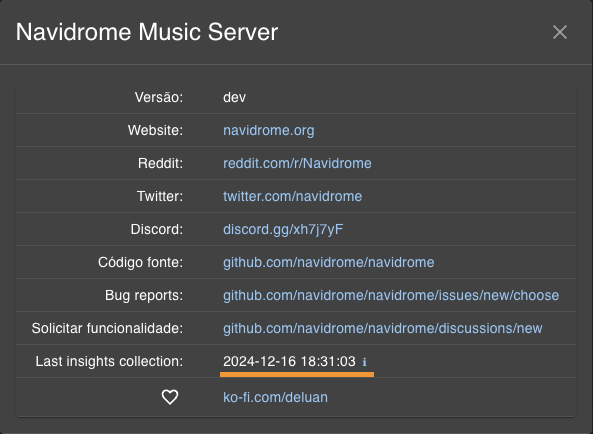 Navidrome Music Server
Versão: dev
Website: navidrome.org
Reddit: reddit.com/r/Navidrome
Twitter: twitter.com/navidrome
Discord: discord.gg/xh7j7yF
Código fonte: github.com/navidrome/navidrome
Bug reports: github.com/navidrome/navidrome/issues/new/choose
Solicitar funcionalidade: github.com/navidrome/navidrome/discussions/new
Last insights collection: 2024-12-16 18:31:03 i
ko-fi.com/deluan